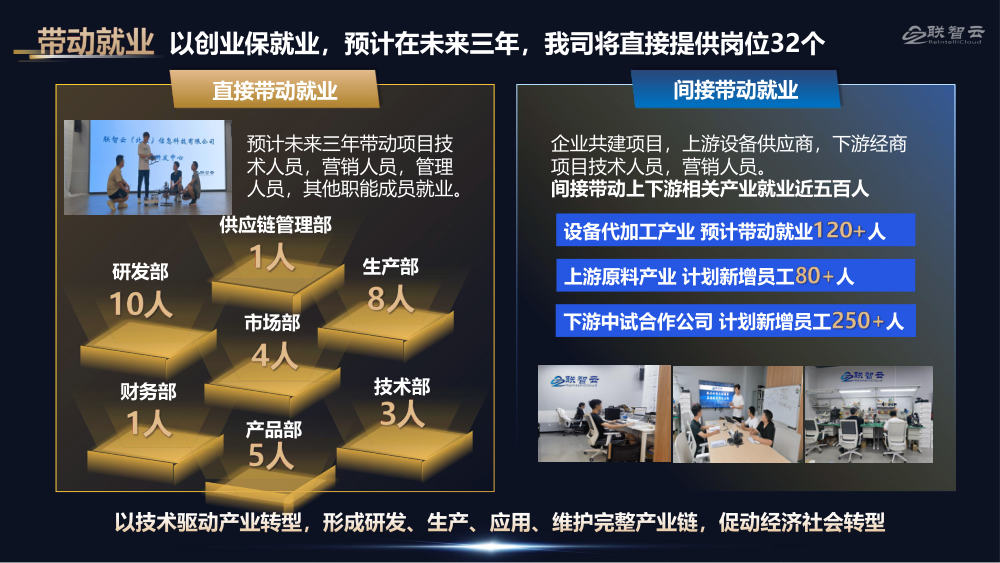 带动就业 以创业保就业，预计在未来三年，我司将直接提供岗位32个
联智云
ReIntelliCloud
直接带动就业
预计未来三年带动项目技
术人员，营销人员，管理
人员，其他职能成员就业。
供应链管理部
1人
研发部
10人
生产部
8人
市场部
4人
财务部
1人
技术部
3人
产品部
5人
间接带动就业
企业共建项目，上游设备供应商，下游经商
项目技术人员，营销人员。
间接带动上下游相关产业就业近五百人
设备代加工产业 预计带动就业120+人
上游原料产业 计划新增员工80+人
下游中试合作公司 计划新增员工250+人
联智云
联智云
以技术驱动产业转型，形成研发、生产、应用、维护完整产业链，促动经济社会转型